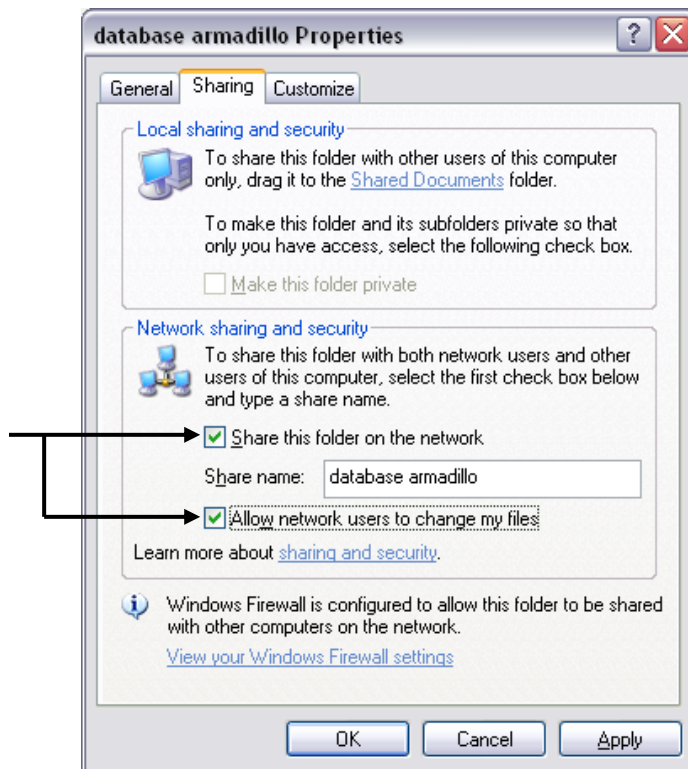 database armadillo Properties
General Sharing Customize
Local sharing and security
To share this folder with other users of this computer
only, drag it to the Shared Documents folder.
To make this folder and its subfolders private so that
only you have access, select the following check box.
Make this folder private
Network sharing and security
To share this folder with both network users and other
users of this computer, select the first check box below
and type a share name.
Share this folder on the network
Share name: database armadillo
Allow network users to change my files
Learn more about sharing and security.
Windows Firewall is configured to allow this folder to be shared
with other computers on the network.
View your Windows Firewall settings
OK Cancel Apply